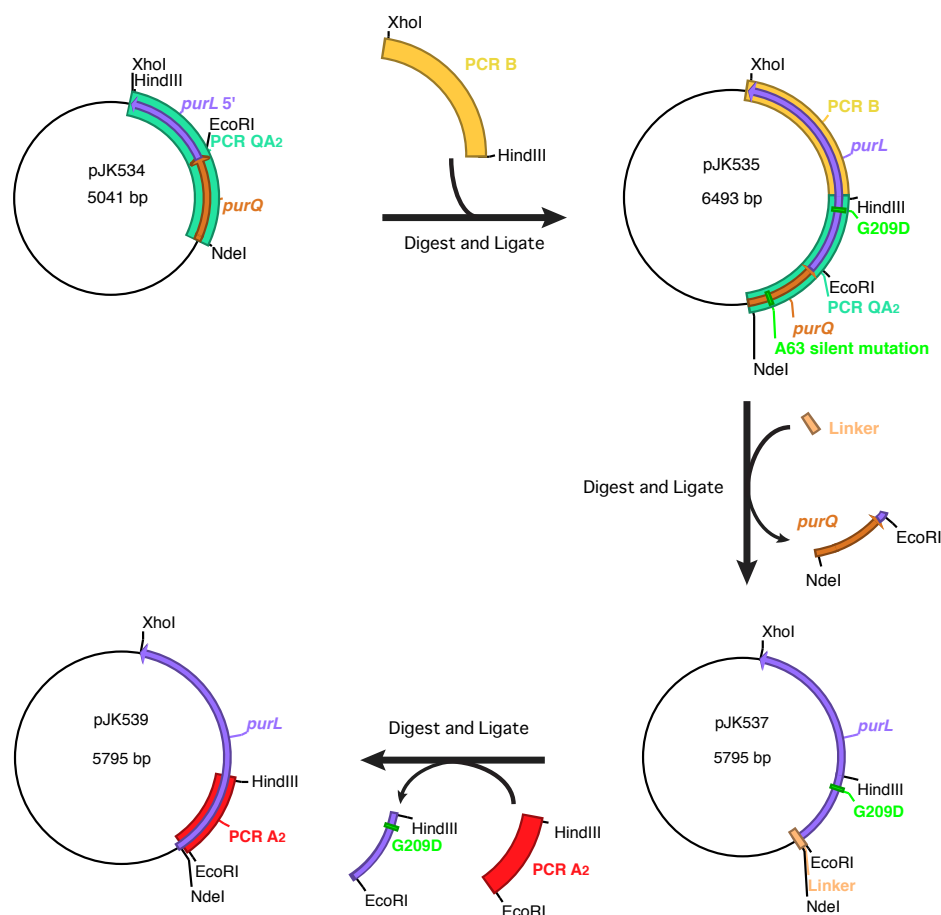 XhoI
HindIII
purL 5'
EcoRI
PCR QA2
pJK534
5041 bp
purQ
NdeI
XhoI
PCR B
HindIII
Digest and Ligate
XhoI
PCR B
purL
pJK535
6493 bp
HindIII
G209D
EcoRI
PCR QA2
purQ
A63 silent mutation
NdeI
Linker
Digest and Ligate
purQ
EcoRI
NdeI
XhoI
pJK539
5795 bp
purL
HindIII
PCR A2
EcoRI
NdeI
Digest and Ligate
HindIII
G209D
EcoRI
HindIII
PCR A2
EcoRI
XhoI
pJK537
5795 bp
purL
HindIII
G209D
EcoRI
Linker
NdeI